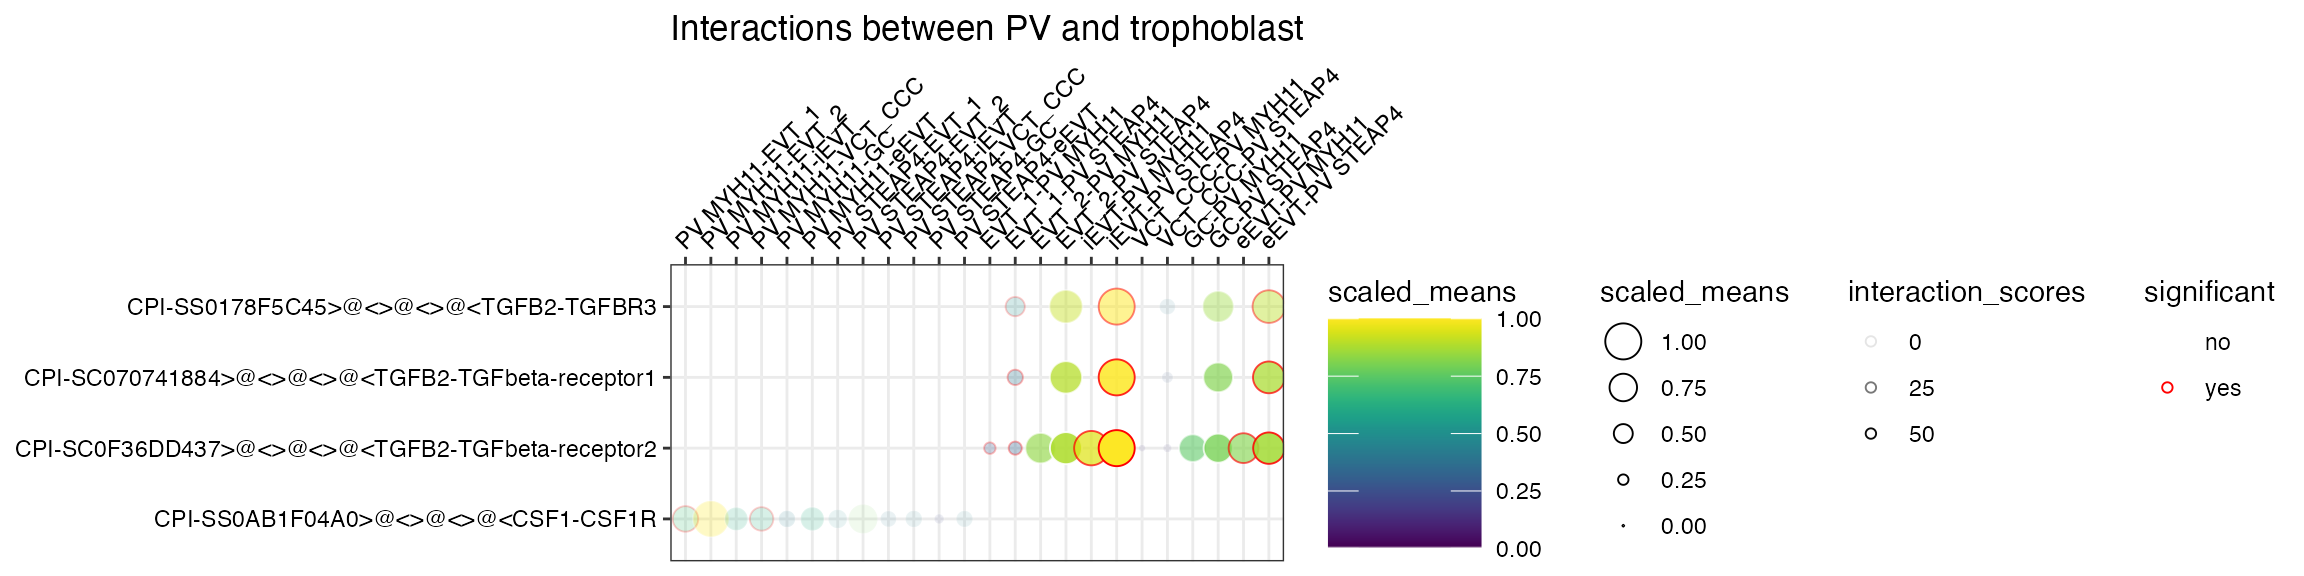 Interactions between PV and trophoblast
PV MYH11-EVT_1
PV MYH11-EVT_2
PV MYH11-iEVT
PV MYH11-VCT_CCC
PV MYH11-GC
PV MYH11-eEVT
PV STEAP4-EVT_1
PV STEAP4-EVT_2
PV STEAP4-iEVT
PV STEAP4-VCT_CCC
PV STEAP4-GC
PV STEAP4-eEVT
EVT_1-PV MYH11
EVT_1-PV STEAP4
EVT_2-PV MYH11
EVT_2-PV STEAP4
iEVT-PV MYH11
iEVT-PV STEAP4
VCT_CCC-PV MYH11
VCT_CCC-PV STEAP4
GC-PV MYH11
GC-PV STEAP4
eEVT-PV MYH11
eEVT-PV STEAP4
CPI-SS0178F5C45>@<>@<>@<TGFB2-TGFBR3
CPI-SC070741884>@<>@<>@<TGFB2-TGFbeta-receptor1
CPI-SC0F36DD437>@<>@<>@<TGFB2-TGFbeta-receptor2
CPI-SS0AB1F04A0>@<>@<>@<CSF1-CSF1R
scaled_means
1.00
0.75
0.50
0.25
0.00
scaled_means
1.00
0.75
0.50
0.25
0.00
interaction_scores
0
25
50
significant
no
yes